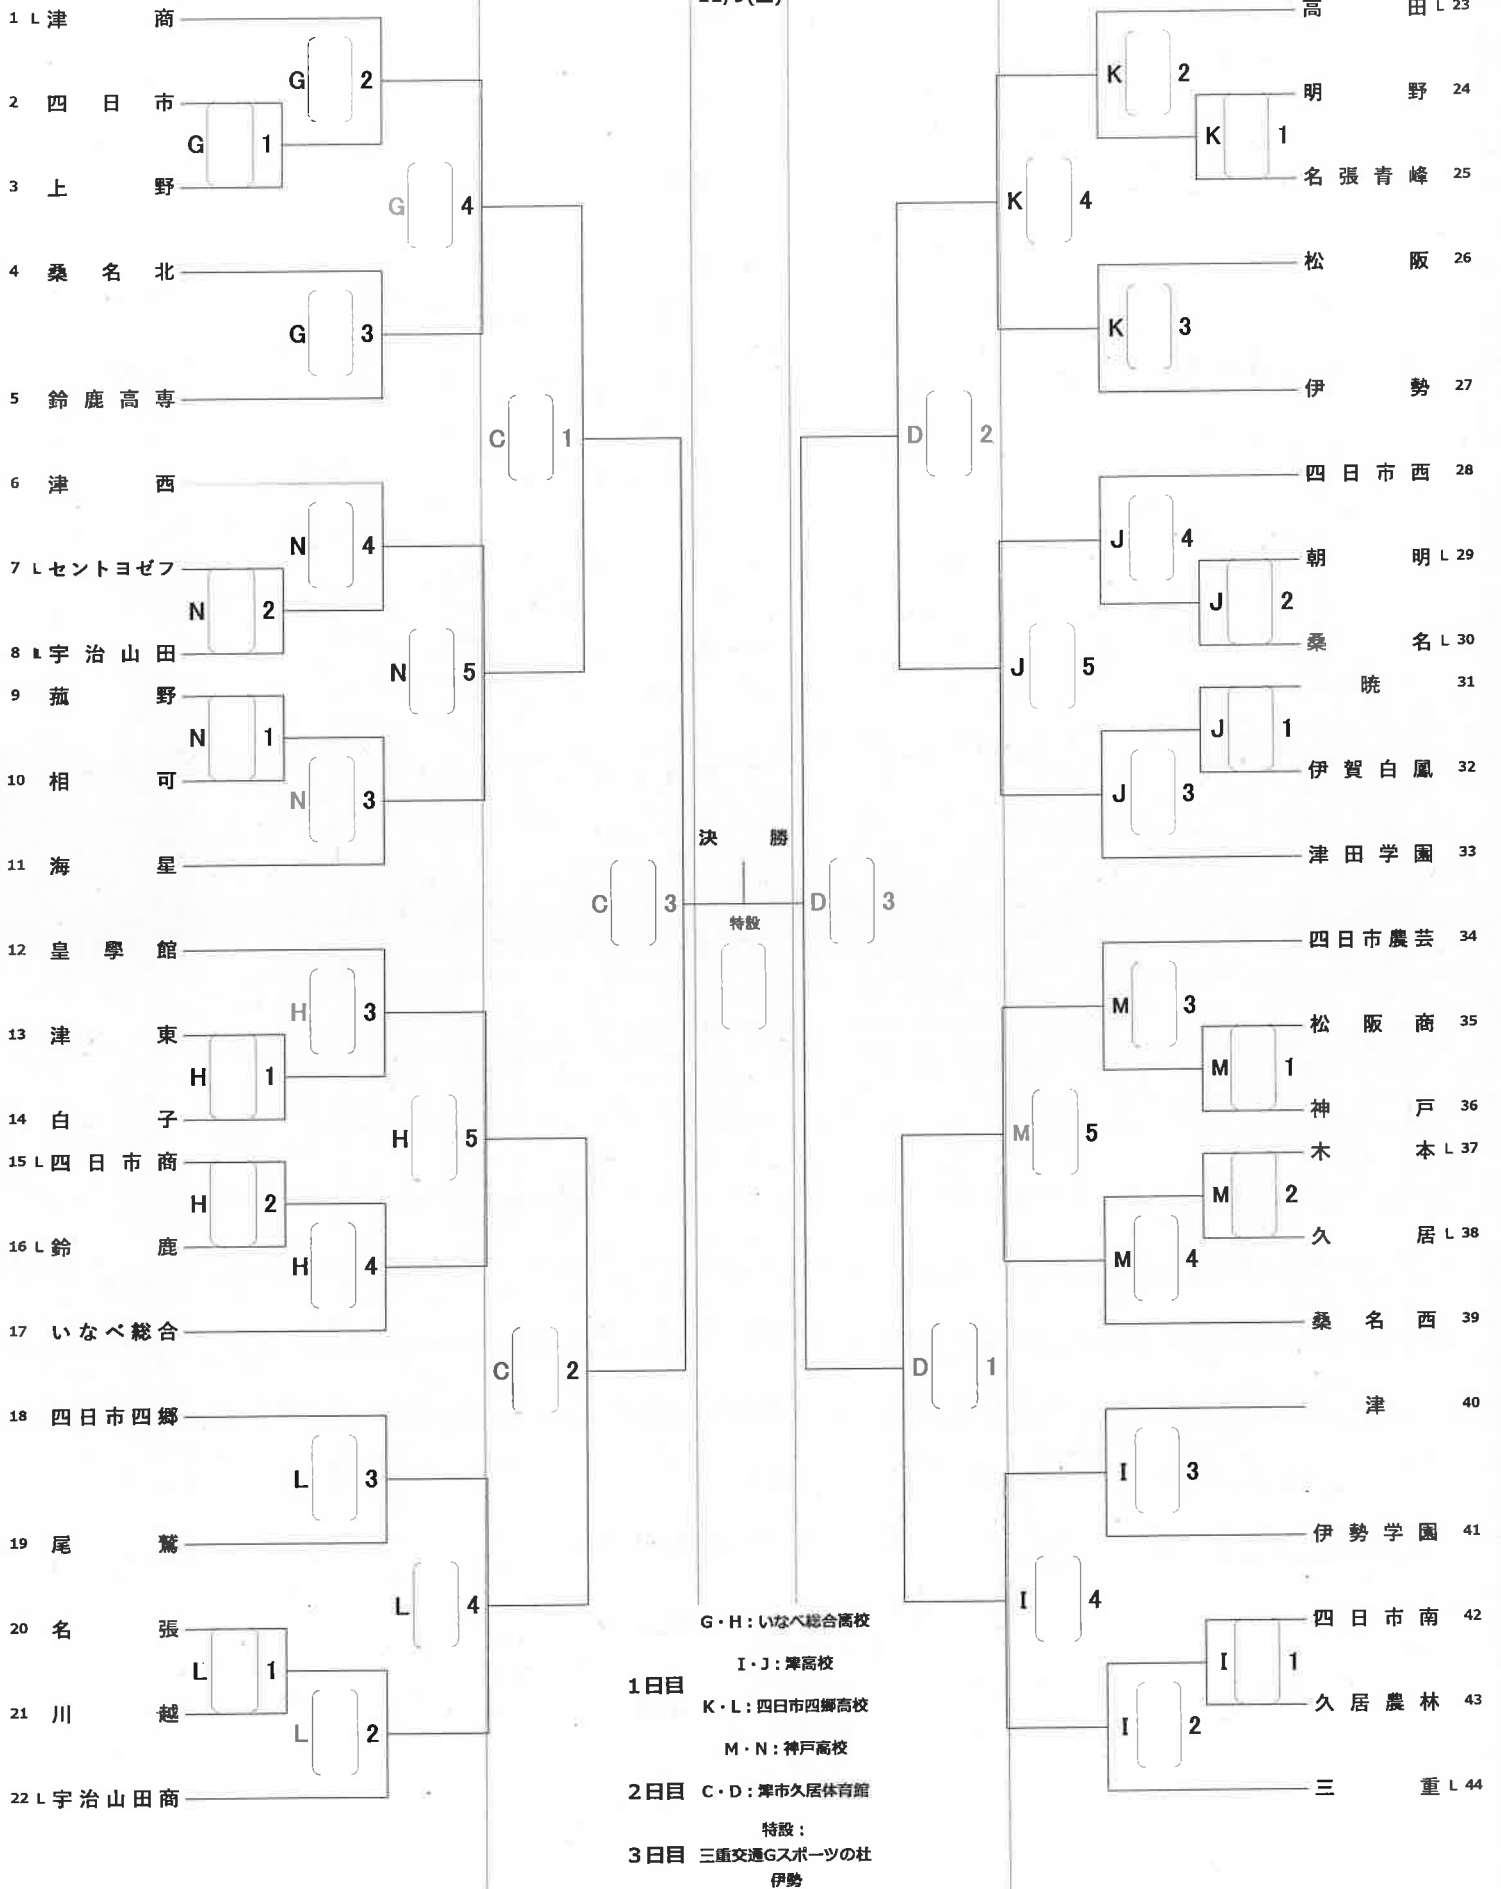 1 L 津商
G 2
2 四日市
G 1
3 上野
G 4
4 桑名北
G 3
5 鈴鹿高専
C 1
6 津西
N 4
7 L セントヨゼフ
N 2
8 L 宇治山田
N 5
9 菰野
N 1
10 相可
N 3
11 海星
C 3
12 皇學館
H 3
13 津東
H 1
14 白子
H 5
15 L 四日市商
H 2
16 L 鈴鹿
H 4
17 いなべ総合
C 2
18 四日市四郷
L 3
19 尾鷲
L 4
20 名張
L 1
21 川越
L 2
22 L 宇治山田商
決勝
特設
高田 L 23
K 2
明野 24
K 1
名張青峰 25
K 4
松阪 26
K 3
伊勢 27
D 2
四日市西 28
J 4
朝明 L 29
J 2
桑名 L 30
J 5
暁 31
J 1
伊賀白鳳 32
J 3
津田学園 33
D 3
四日市農芸 34
M 3
松阪商 35
M 1
神戸 36
M 5
木本 L 37
M 2
久居 L 38
M 4
桑名西 39
D 1
津 40
I 3
伊勢学園 41
I 4
四日市南 42
I 1
久居農林 43
I 2
三重 L 44
G・H：いなべ総合高校
I・J：津高校
1日目
K・L：四日市四郷高校
M・N：神戸高校
2日目 C・D：津市久居体育館
特設：
3日目 三重交通Gスポーツの杜
伊勢